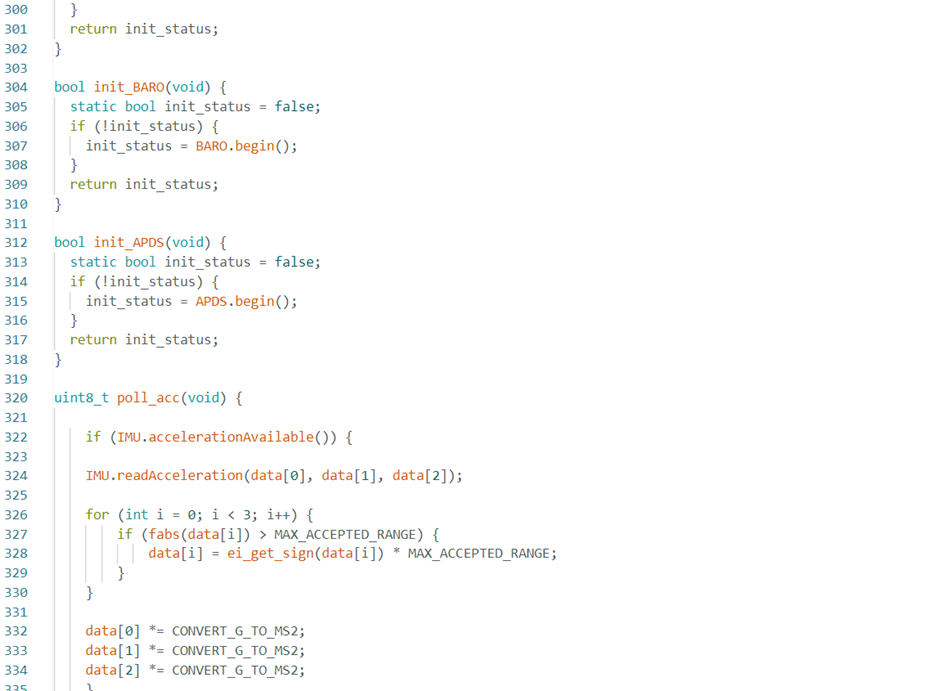 300 }
301 return init_status;
302 }
303
304 bool init_BARO(void) {
305 static bool init_status = false;
306 if (!init_status) {
307 init_status = BARO.begin();
308 }
309 return init_status;
310 }
311
312 bool init_APDS(void) {
313 static bool init_status = false;
314 if (!init_status) {
315 init_status = APDS.begin();
316 }
317 return init_status;
318 }
319
320 uint8_t poll_acc(void) {
321
322 if (IMU.accelerationAvailable()) {
323
324 IMU.readAcceleration(data[0], data[1], data[2]);
325
326 for (int i = 0; i < 3; i++) {
327 if (fabs(data[i]) > MAX_ACCEPTED_RANGE) {
328 data[i] = ei_get_sign(data[i]) * MAX_ACCEPTED_RANGE;
329 }
330 }
331
332 data[0] *= CONVERT_G_TO_MS2;
333 data[1] *= CONVERT_G_TO_MS2;
334 data[2] *= CONVERT_G_TO_MS2;
335 }